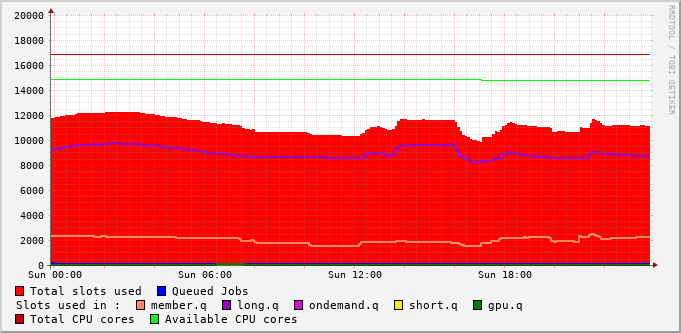 20000
18000
16000
14000
12000
10000
8000
6000
4000
2000
0
Sun 00:00 Sun 06:00 Sun 12:00 Sun 18:00
RRDTOOL / TOBI OETIKER
Total slots used Queued Jobs
Slots used in : member.q long.q ondemand.q short.q gpu.q
Total CPU cores Available CPU cores